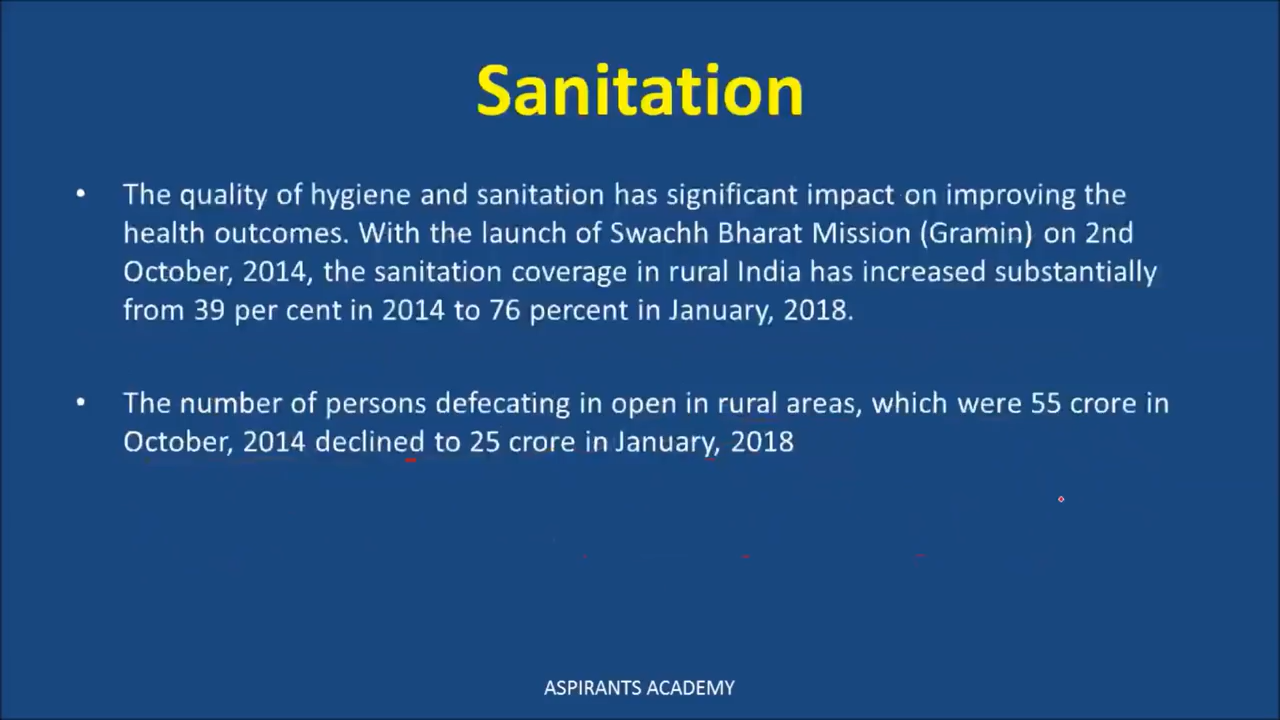 Sanitation
• The quality of hygiene and sanitation has significant impact on improving the
health outcomes. With the launch of Swachh Bharat Mission (Gramin) on 2nd
October, 2014, the sanitation coverage in rural India has increased substantially
from 39 per cent in 2014 to 76 percent in January, 2018.
• The number of persons defecating in open in rural areas, which were 55 crore in
October, 2014 declined to 25 crore in January, 2018
ASPIRANTS ACADEMY